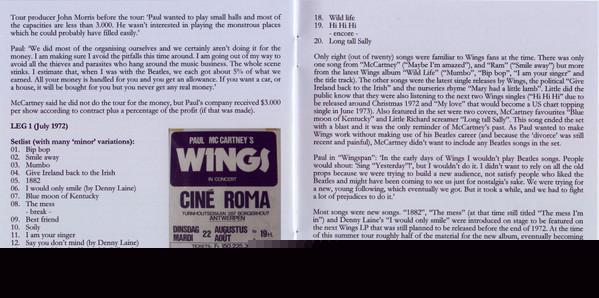 Tour producer John Morris before the tour: 'Paul wanted to play small halls and most of
the capacities are less than 3.000. He wasn't interested in playing the monstrous places
which he could probably have filled easily.'
Paul: 'We did most of the organising ourselves and we certainly aren't doing it for the
money. I am making sure I avoid the pitfalls this time around. I am going out of my way to
avoid all the thieves and parasites who hang around the music business. The whole scene
stinks. I estimate that, when I was with the Beatles, we each got about 5% of what we
earned. All your money is handled for you and you get an allowance. If you want a car, or
a house, it will be bought for you but you never get any real money.'
McCartney said he did not do the tour for the money, but Paul's company received $3.000
per show according to contract plus a percentage of the profit (if that was made).
LEG 1 (July 1972)
Setlist (with many 'minor' variations):
01. Bip bop
02. Smile away
03. Mumbo
04. Give Ireland back to the Irish
05. 1882
06. I would only smile (by Denny Laine)
07. Blue moon of Kentucky
08. The mess
- break -
09. Best friend
10. Soily
11. I am your singer
12. Say you don't mind (by Denny Laine)
PAUL MC CARTNEY'S
WINGS
IN CONCERT
CINÉ ROMA
TURNHOUTSEBAAN 287 BORGERHOUT
ANTWERPEN
DINSDAG 22 AUGUSTUS
MARDI AOÛT 19H.
18. Wild life
19. Hi Hi Hi
- encore -
20. Long tall Sally
Only eight (out of twenty) songs were familiar to Wings fans at the time. There was only
one song from "McCartney" ("Maybe I'm amazed"), and "Ram" ("Smile away") but more
from the latest Wings album "Wild Life" ("Mumbo", "Bip bop", "I am your singer" and
the title track). The other songs were the latest single releases by Wings, the political "Give
Ireland back to the Irish" and the nursery rhyme "Mary had a little lamb". Little did the
public know that they were also listening to the next two Wings singles ("Hi Hi Hi" due to
be released around Christmas 1972 and "My love" that would become a US chart topping
single in June 1973). Also featured in the set were two covers, McCartney favourites "Blue
moon of Kentucky" and Little Richard screamer "Long tall Sally". This song ended the set
with a blast and it was the only reminder of McCartney's past. As Paul wanted to make
Wings work without making use of his Beatles career (and because the 'divorce' was still
recent and painful), McCartney didn't want to include any Beatles songs in the set.
Paul in "Wingspan": 'In the early days of Wings I wouldn't play Beatles songs. People
would shout: 'Sing "Yesterday"!', but I wouldn't do it. I didn't want to rely on all the old
props because we were trying to build a new audience, not satisfy people who liked the
Beatles and might have been coming to see us just for nostalgia's sake. We were trying for
a new, young following, which eventually we got. But it took a while, and we had to fight
a lot of prejudices to do it.'
Most songs were new songs. "1882", "The mess" (at that time still titled "The mess I'm
in") and Denny Laine's "I would only smile" were introduced on stage to be featured on
the next Wings LP that was still planned to be released before the end of 1972. At the time
of this summer tour roughly half of the material for the new album, eventually becoming